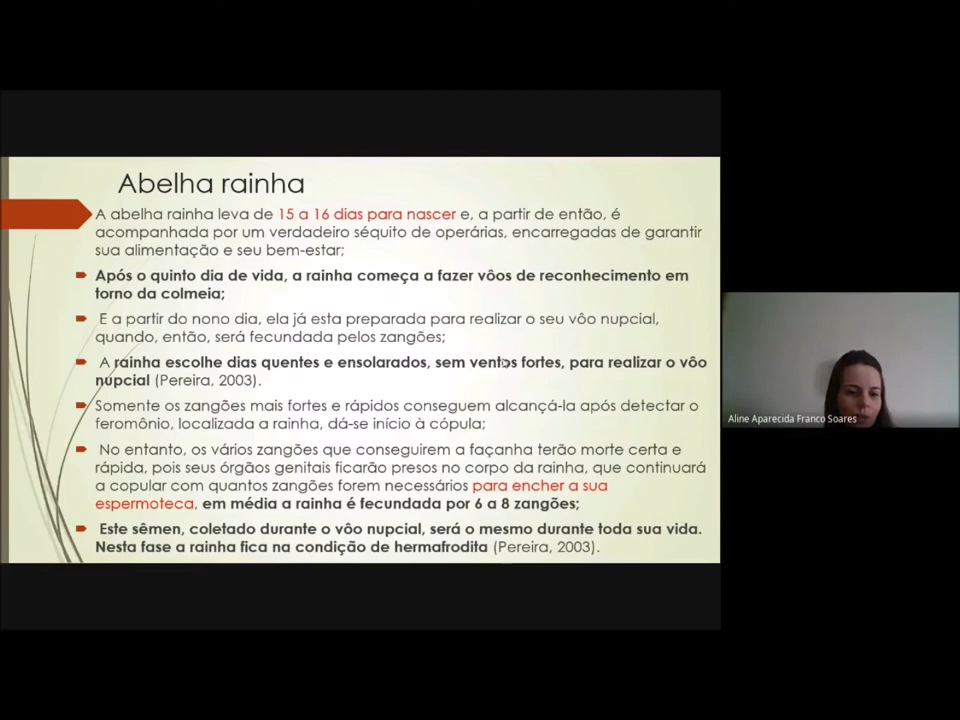 Abelha rainha
A abelha rainha leva de 15 a 16 dias para nascer e, a partir de então, é
acompanhada por um verdadeiro séquito de operárias, encarregadas de garantir
sua alimentação e seu bem-estar;
Após o quinto dia de vida, a rainha começa a fazer vôos de reconhecimento em
torno da colmeia;
E a partir do nono dia, ela já esta preparada para realizar o seu vôo nupcial,
quando, então, será fecundada pelos zangões;
A rainha escolhe dias quentes e ensolarados, sem ventos fortes, para realizar o vôo
nupcial (Pereira, 2003).
Somente os zangões mais fortes e rápidos conseguem alcançá-la após detectar o
feromônio, localizada a rainha, dá-se início à cópula;
No entanto, os vários zangões que conseguirem a façanha terão morte certa e
rápida, pois seus órgãos genitais ficarão presos no corpo da rainha, que continuará
a copular com quantos zangões forem necessários para encher a sua
espermoteca, em média a rainha é fecundada por 6 a 8 zangões;
Este sêmen, coletado durante o vôo nupcial, será o mesmo durante toda sua vida.
Nesta fase a rainha fica na condição de hermafrodita (Pereira, 2003).
Aline Aparecida Franco Soares